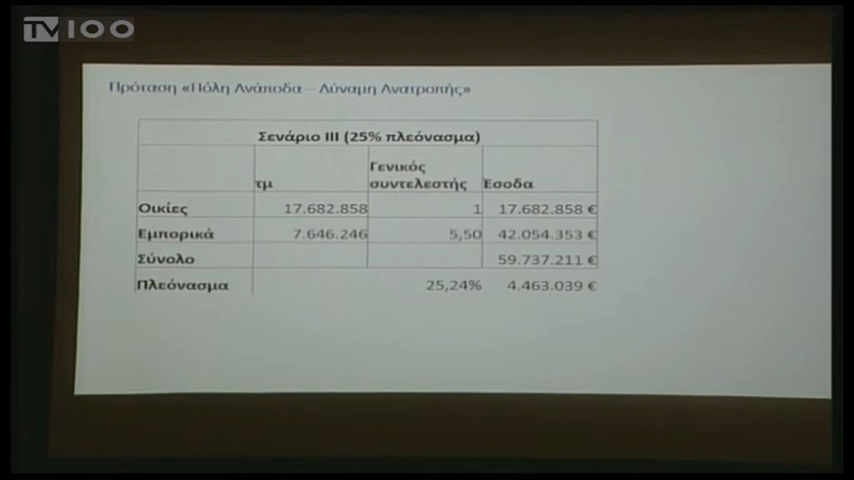 TV100
Πρόταση «Πόλη Ανάποδα – Δύναμη Ανατροπής»
Σενάριο ΙΙΙ (25% πλεόνασμα)
τμ Γενικός συντελεστής Έσοδα
Οικίες 17.682.858 1 17.682.858 €
Εμπορικά 7.646.246 5,50 42.054.353 €
Σύνολο 59.737.211 €
Πλεόνασμα 25,24% 4.463.039 €